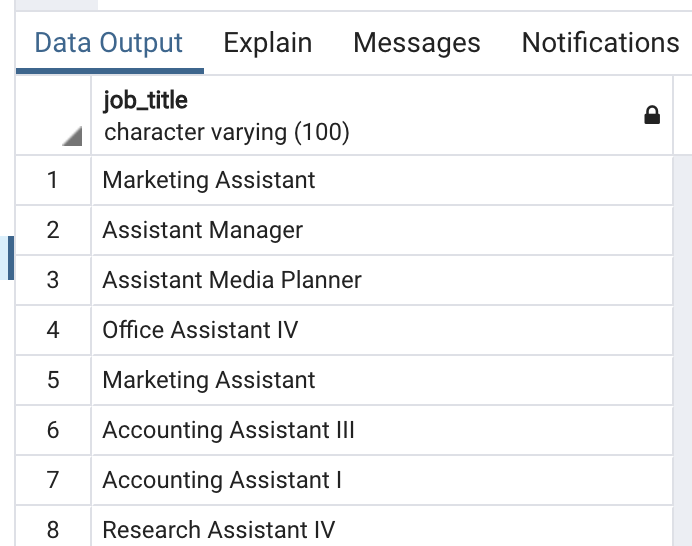 Data Output Explain Messages Notifications
job_title
character varying (100)
1 Marketing Assistant
2 Assistant Manager
3 Assistant Media Planner
4 Office Assistant IV
5 Marketing Assistant
6 Accounting Assistant III
7 Accounting Assistant I
8 Research Assistant IV